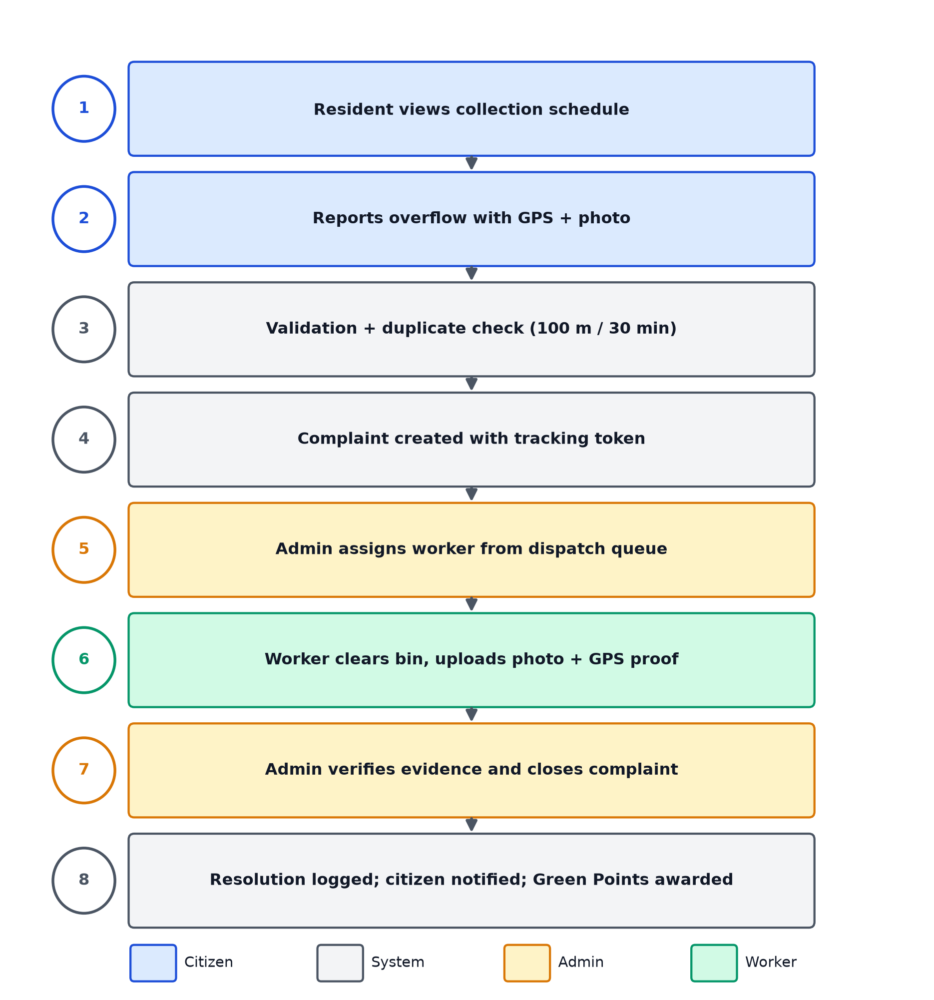 1
Resident views collection schedule
2
Reports overflow with GPS + photo
3
Validation + duplicate check (100 m / 30 min)
4
Complaint created with tracking token
5
Admin assigns worker from dispatch queue
6
Worker clears bin, uploads photo + GPS proof
7
Admin verifies evidence and closes complaint
8
Resolution logged; citizen notified; Green Points awarded
Citizen
System
Admin
Worker